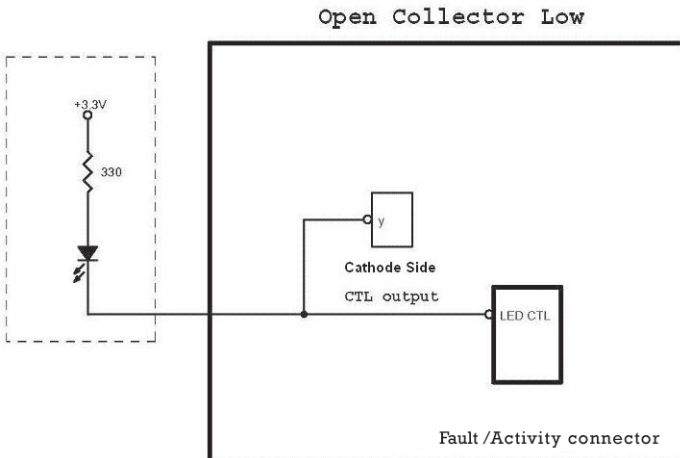 Open Collector Low
+3.3V
330
y
Cathode Side
CTL output
LED CTL
Fault /Activity connector